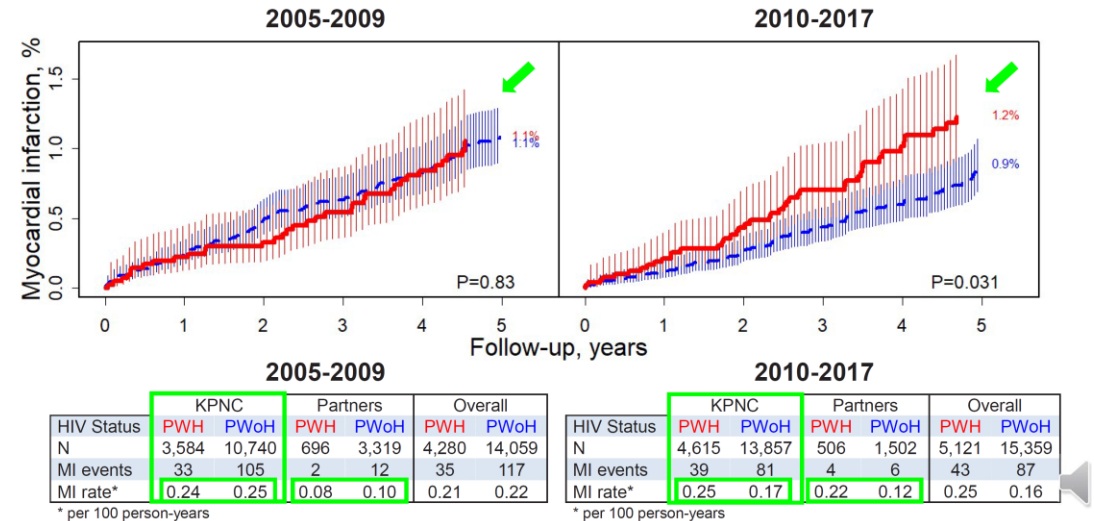 2005-2009 2010-2017
Myocardial infarction, %
0.0 0.5 1.0 1.5
1.1%
1.1%
P=0.83
1.2%
0.9%
P=0.031
0 1 2 3 4 5 0 1 2 3 4 5
Follow-up, years
2005-2009
KPNC Partners Overall
HIV Status PWH PWoH PWH PWoH PWH PWoH
N 3,584 10,740 696 3,319 4,280 14,059
MI events 33 105 2 12 35 117
MI rate* 0.24 0.25 0.08 0.10 0.21 0.22
* per 100 person-years
2010-2017
KPNC Partners Overall
HIV Status PWH PWoH PWH PWoH PWH PWoH
N 4,615 13,857 506 1,502 5,121 15,359
MI events 39 81 4 6 43 87
MI rate* 0.25 0.17 0.22 0.12 0.25 0.16
* per 100 person-years